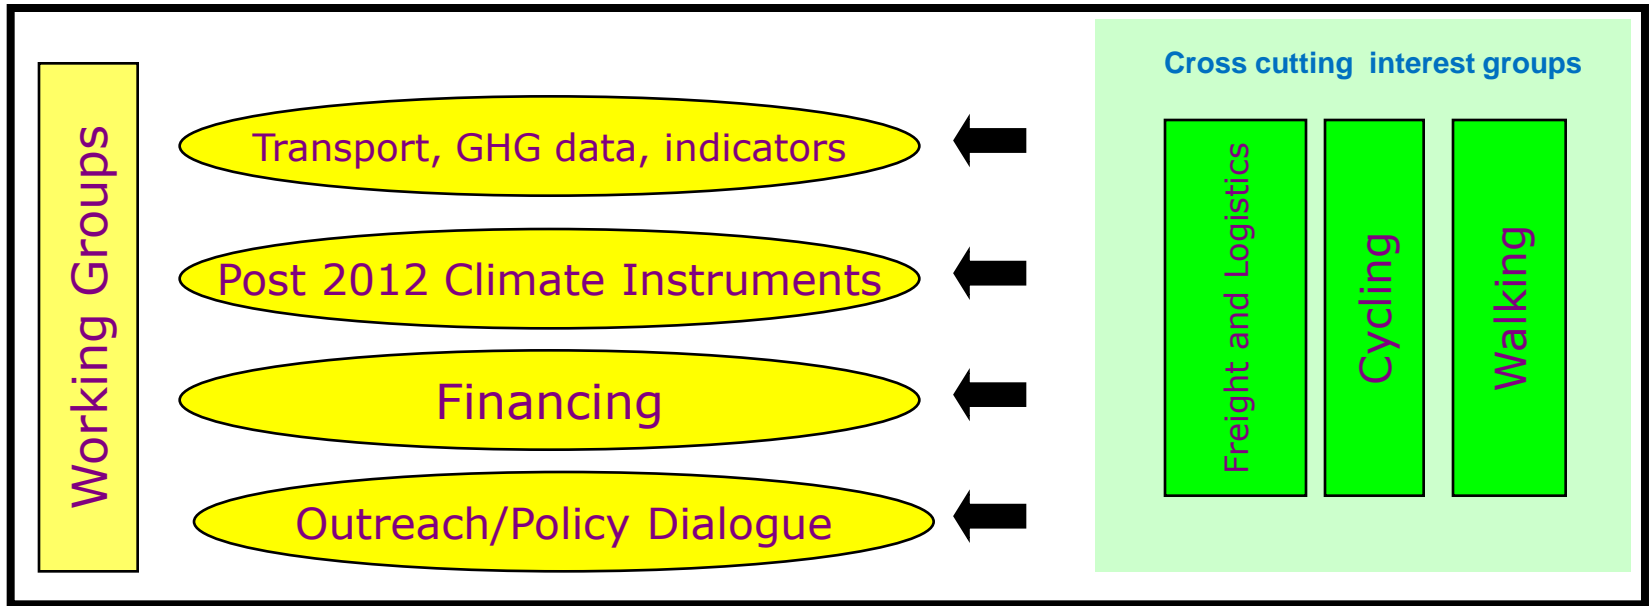 Working Groups
Transport, GHG data, indicators
Post 2012 Climate Instruments
Financing
Outreach/Policy Dialogue
Cross cutting interest groups
Freight and Logistics
Cycling
Walking